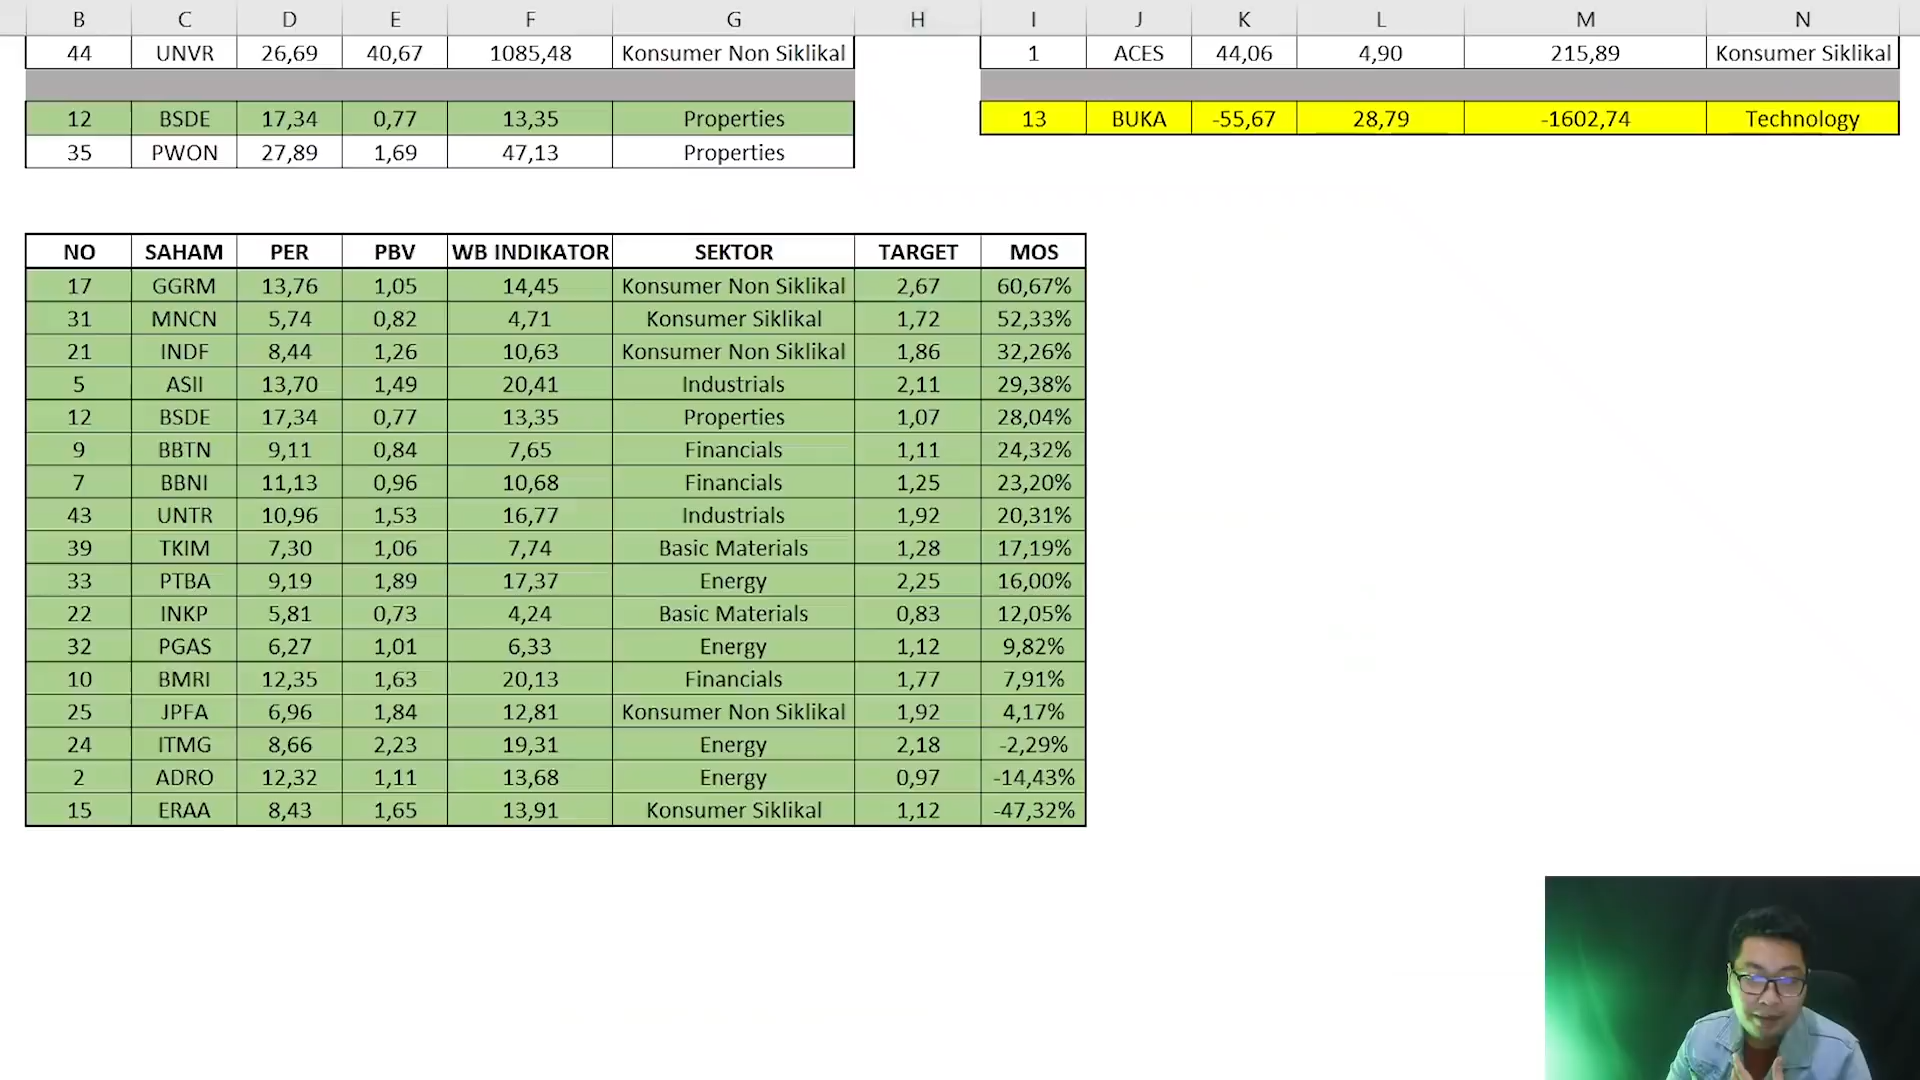 B C D E F G H I J K L M N
44 UNVR 26,69 40,67 1085,48 Konsumer Non Siklikal 1 ACES 44,06 4,90 215,89 Konsumer Siklikal
12 BSDE 17,34 0,77 13,35 Properties 13 BUKA -55,67 28,79 -1602,74 Technology
35 PWON 27,89 1,69 47,13 Properties
NO SAHAM PER PBV WB INDIKATOR SEKTOR TARGET MOS
17 GGRM 13,76 1,05 14,45 Konsumer Non Siklikal 2,67 60,67%
31 MNCN 5,74 0,82 4,71 Konsumer Siklikal 1,72 52,33%
21 INDF 8,44 1,26 10,63 Konsumer Non Siklikal 1,86 32,26%
5 ASII 13,70 1,49 20,41 Industrials 2,11 29,38%
12 BSDE 17,34 0,77 13,35 Properties 1,07 28,04%
9 BBTN 9,11 0,84 7,65 Financials 1,11 24,32%
7 BBNI 11,13 0,96 10,68 Financials 1,25 23,20%
43 UNTR 10,96 1,53 16,77 Industrials 1,92 20,31%
39 TKIM 7,30 1,06 7,74 Basic Materials 1,28 17,19%
33 PTBA 9,19 1,89 17,37 Energy 2,25 16,00%
22 INKP 5,81 0,73 4,24 Basic Materials 0,83 12,05%
32 PGAS 6,27 1,01 6,33 Energy 1,12 9,82%
10 BMRI 12,35 1,63 20,13 Financials 1,77 7,91%
25 JPFA 6,96 1,84 12,81 Konsumer Non Siklikal 1,92 4,17%
24 ITMG 8,66 2,23 19,31 Energy 2,18 -2,29%
2 ADRO 12,32 1,11 13,68 Energy 0,97 -14,43%
15 ERAA 8,43 1,65 13,91 Konsumer Siklikal 1,12 -47,32%